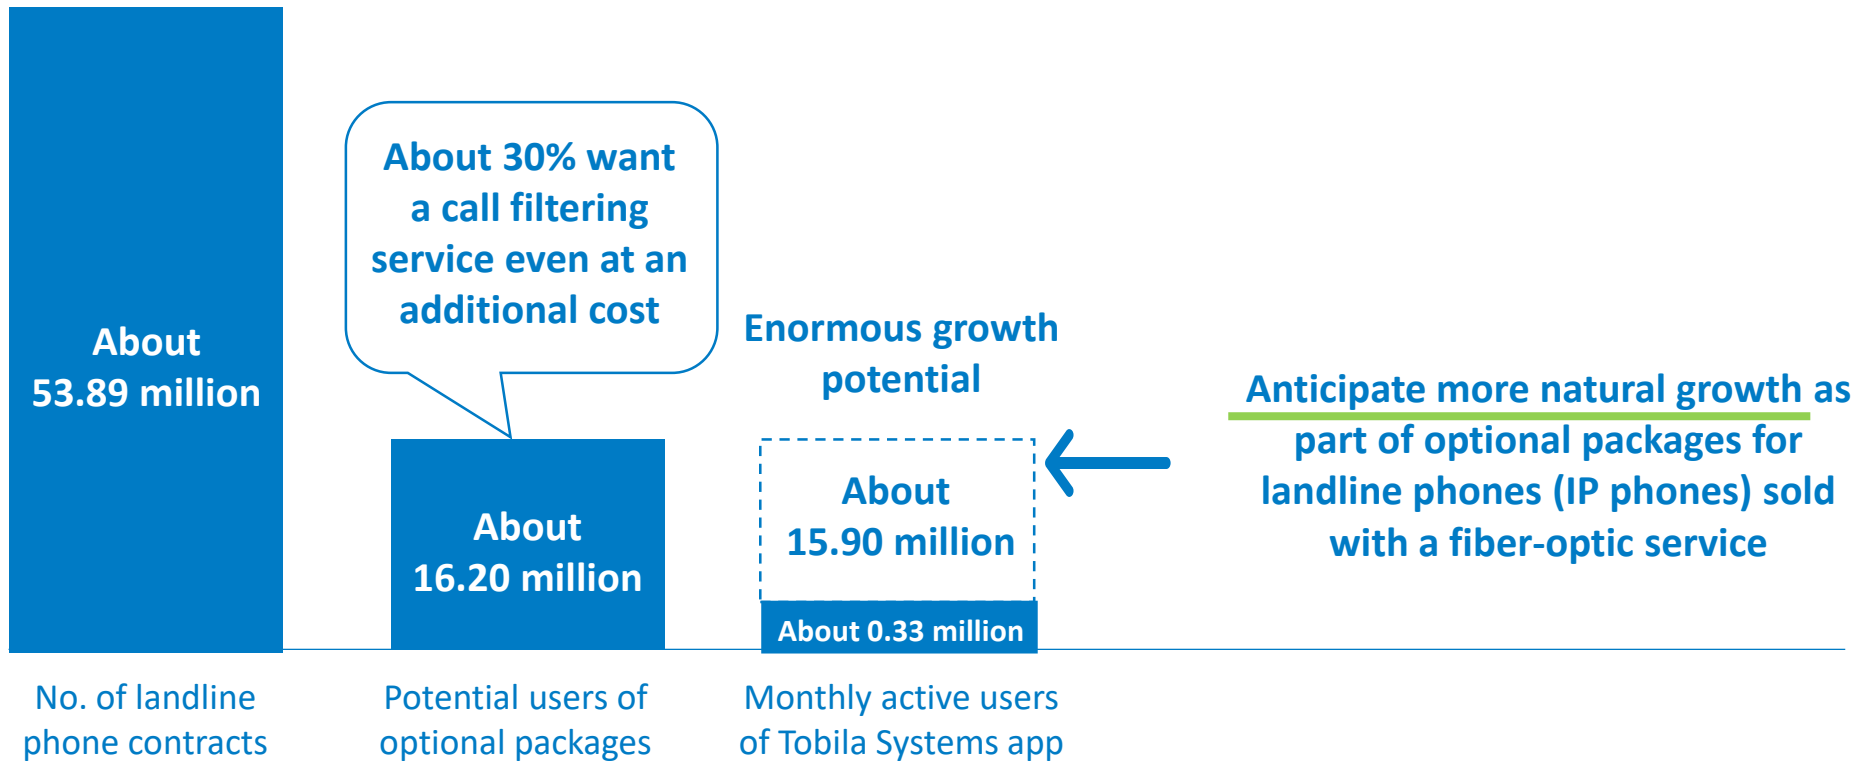 About
53.89 million
About 30% want
a call filtering
service even at an
additional cost
About
16.20 million
Enormous growth
potential
About
15.90 million
About 0.33 million
Anticipate more natural growth as
part of optional packages for
landline phones (IP phones) sold
with a fiber-optic service
No. of landline
phone contracts
Potential users of
optional packages
Monthly active users
of Tobila Systems app